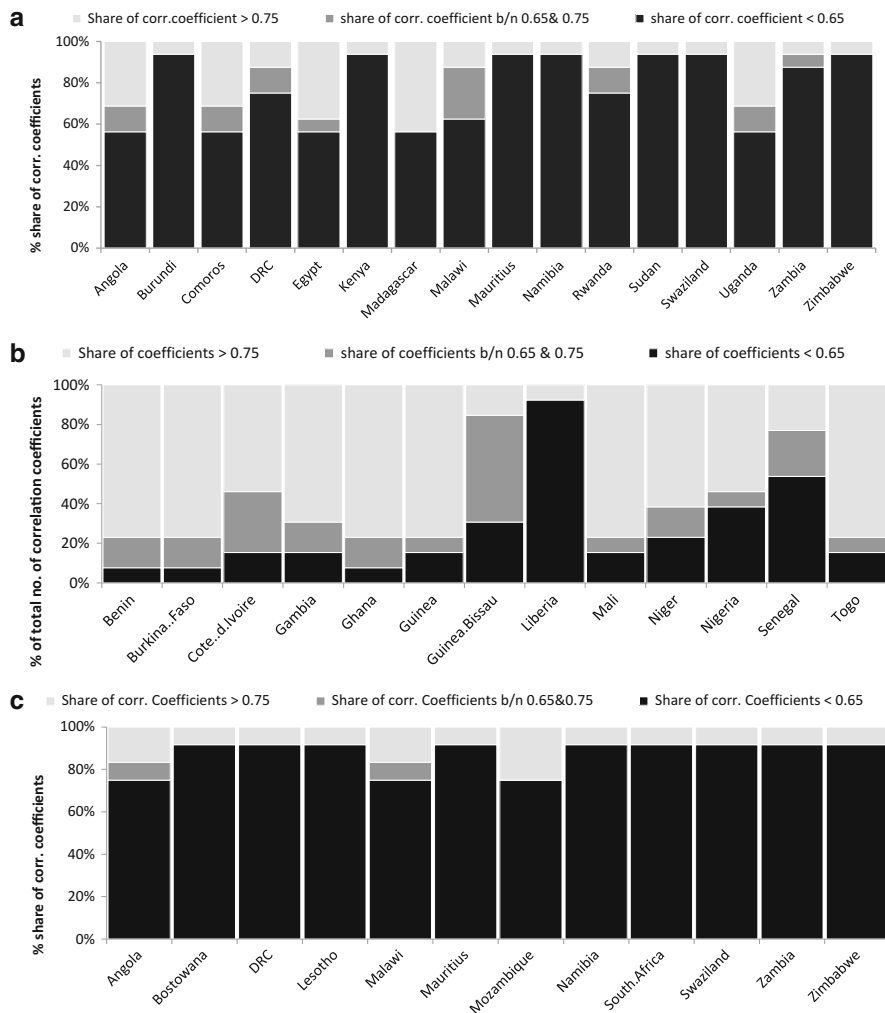 a
Share of corr.coefficient > 0.75 Share of corr. coefficient b/n 0.65& 0.75 share of corr. coefficient < 0.65
% share of corr. coefficients
100%
80%
60%
40%
20%
0%
Angola Burundi Comoros DRC Egypt Kenya Madagascar Malawi Mauritius Namibia Rwanda Sudan Swaziland Uganda Zambia Zimbabwe
b
Share of coefficients > 0.75 share of coefficients b/n 0.65 & 0.75 share of coefficients < 0.65
% of total no. of correlation coefficients
100%
80%
60%
40%
20%
0%
Benin Burkina..Faso Cote..d.Ivoire Gambia Ghana Guinea Guinea.Bissau Liberia Mali Niger Nigeria Senegal Togo
c
Share of corr. Coefficients > 0.75 Share of corr. Coefficients b/n 0.65&0.75 Share of corr. Coefficients < 0.65
% share of corr. coefficients
100%
80%
60%
40%
20%
0%
Angola Bostowana DRC Lesotho Malawi Mauritius Mozambique Namibia South.Africa Swaziland Zambia Zimbabwe